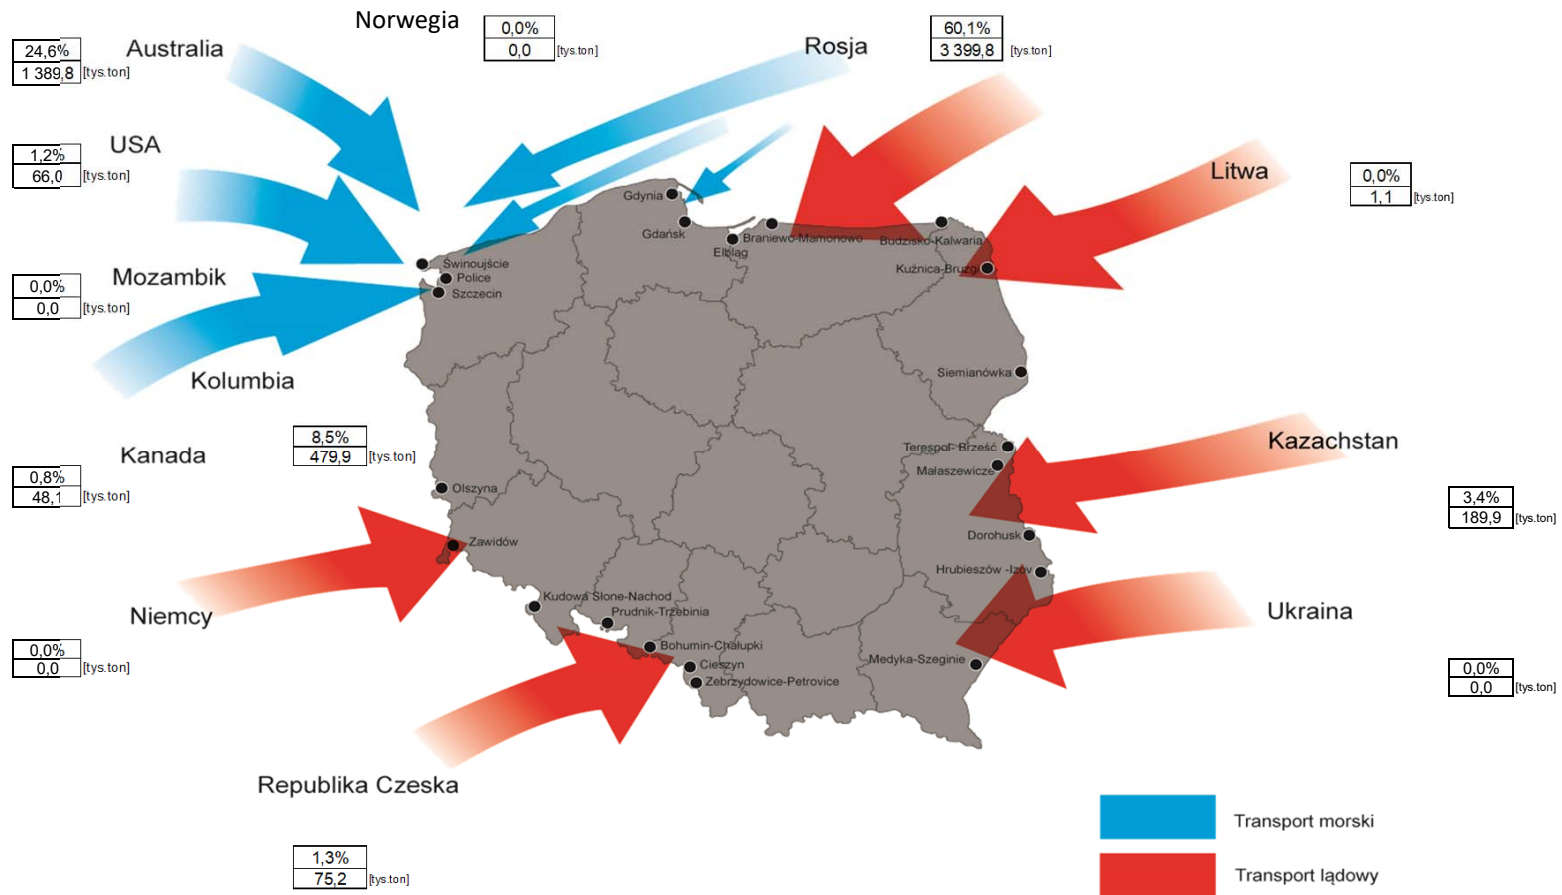 Norwegia
0,0%
0,0 [tys.ton]
Rosja
60,1%
3 399,8 [tys.ton]
Australia
24,6%
1 389,8 [tys.ton]
USA
1,2%
66,0 [tys.ton]
Litwa
0,0%
1,1 [tys.ton]
Mozambik
0,0%
0,0 [tys.ton]
Kolumbia
8,5%
479,9 [tys.ton]
Kanada
0,8%
48,1 [tys.ton]
Kazachstan
3,4%
189,9 [tys.ton]
Niemcy
0,0%
0,0 [tys.ton]
Ukraina
0,0%
0,0 [tys.ton]
Republika Czeska
1,3%
75,2 [tys.ton]
Gdynia
Gdańsk
Elbląg
Braniewo-Mamonowo
Budzisko-Kalwaria
Kuźnica-Bruzgi
Świnoujście
Police
Szczecin
Siemianówka
Terespol- Brześć
Małaszewicze
Olszyna
Zawidów
Dorohusk
Hrubieszów -Izov
Kudowa Słone-Nachod
Prudnik-Trzebinia
Bohumin-Chałupki
Cieszyn
Zebrzydowice-Petrovice
Medyka-Szeginie
Transport morski
Transport lądowy